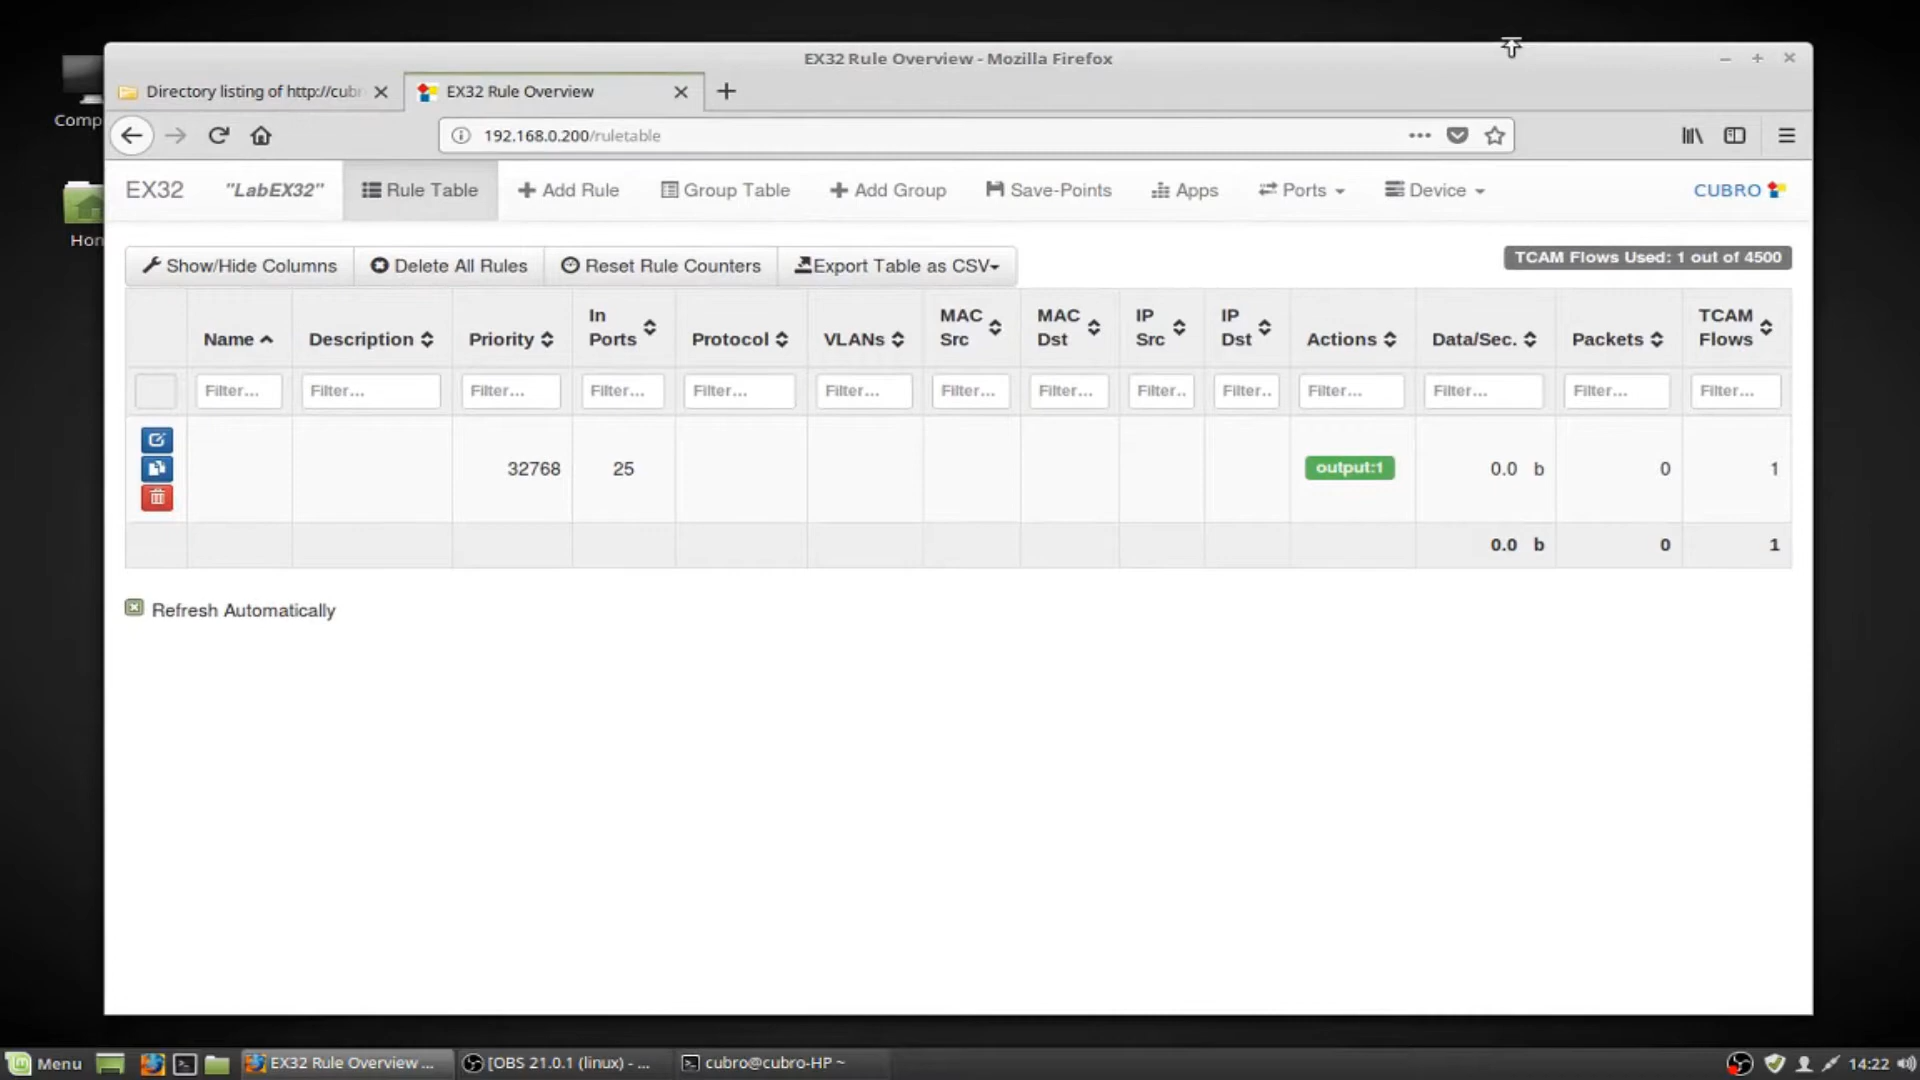 EX32 Rule Overview - Mozilla Firefox
Directory listing of http://cubr
EX32 Rule Overview
Comp
192.168.0.200/ruletable
EX32 "LabEX32" Rule Table Add Rule Group Table Add Group Save-Points Apps Ports Device CUBRO
Hon
Show/Hide Columns Delete All Rules Reset Rule Counters Export Table as CSV
TCAM Flows Used: 1 out of 4500
Name Description Priority In Ports Protocol VLANs MAC Src MAC Dst IP Src IP Dst Actions Data/Sec. Packets TCAM Flows
Filter... Filter... Filter... Filter... Filter... Filter... Filter... Filter... Filter.. Filter.. Filter... Filter... Filter... Filter...
32768 25 output:1 0.0 b 0 1
0.0 b 0 1
Refresh Automatically
Menu EX32 Rule Overview ... [OBS 21.0.1 (linux) - ... cubro@cubro-HP ~ 14:22